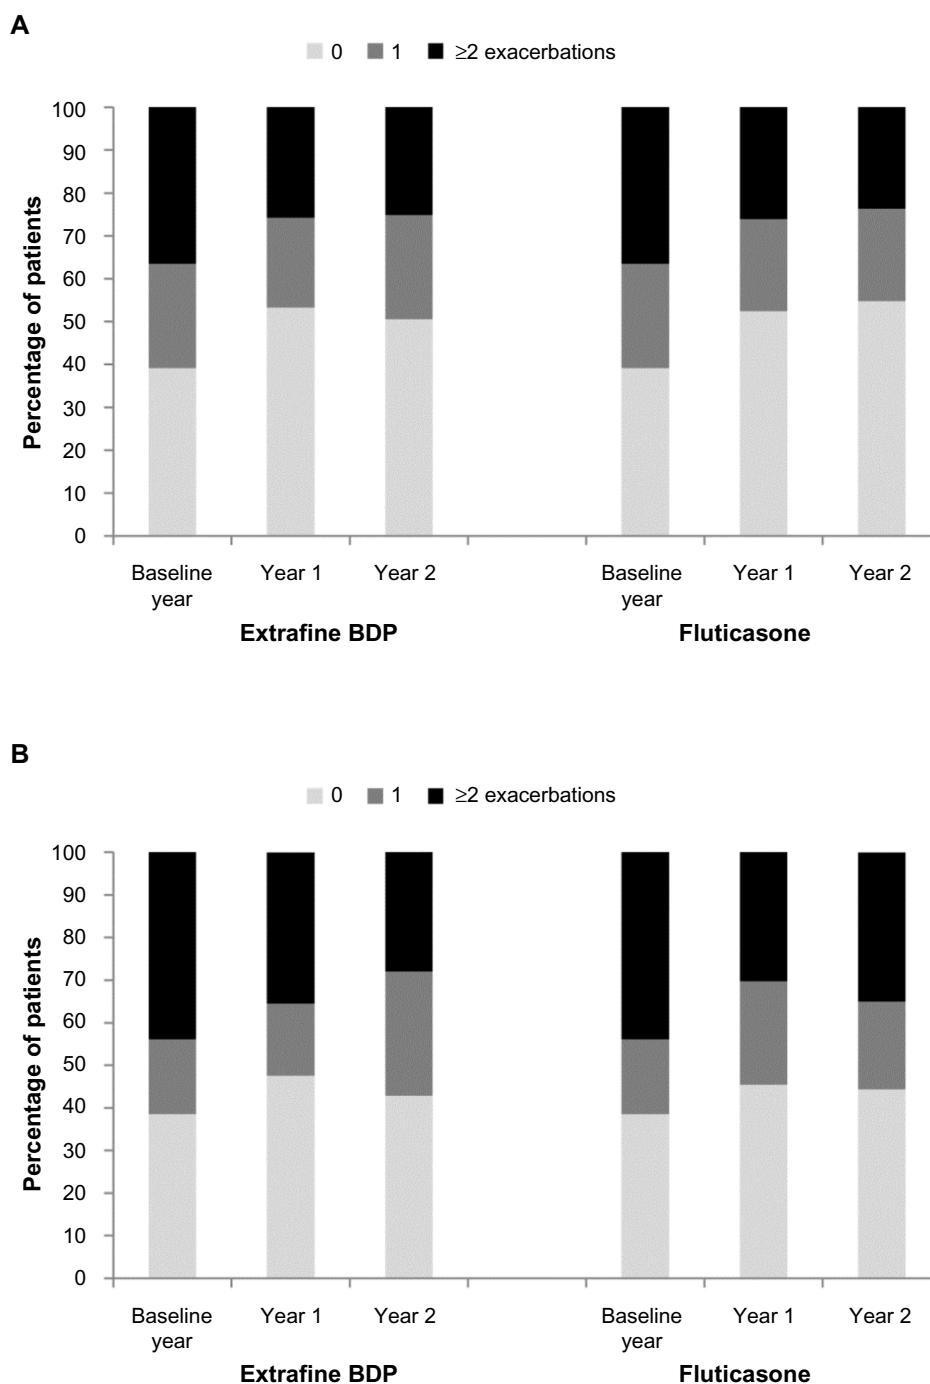 A
0 1 ≥2 exacerbations
Percentage of patients
100
90
80
70
60
50
40
30
20
10
0
Baseline year Year 1 Year 2 Baseline year Year 1 Year 2
Extrafine BDP Fluticasone
B
0 1 ≥2 exacerbations
Percentage of patients
100
90
80
70
60
50
40
30
20
10
0
Baseline year Year 1 Year 2 Baseline year Year 1 Year 2
Extrafine BDP Fluticasone